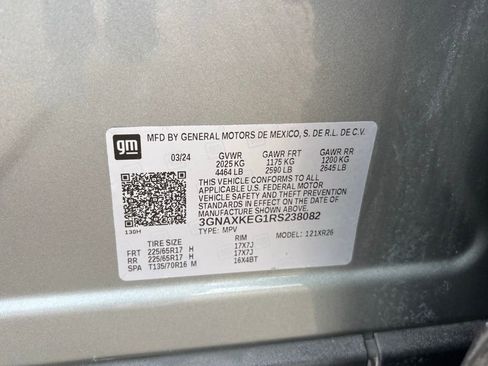 gm
MFD BY GENERAL MOTORS DE MEXICO, S. DE R.L. DE C.V.
03/24 GVWR GAWR FRT GAWR RR
2025 KG 1175 KG 1200 KG
4464 LB 2590 LB 2645 LB
THIS VEHICLE CONFORMS TO ALL
APPLICABLE U.S. FEDERAL MOTOR
VEHICLE SAFETY AND THEFT
PREVENTION STANDARDS IN
EFFECT ON THE DATE OF
MANUFACTURE SHOWN ABOVE.
3GNAXKEG1RS238082
TYPE: MPV MODEL: 121XR26
130H
TIRE SIZE RIM
FRT 225/65R17 H 17X7J
RR 225/65R17 H 17X7J
SPA T135/70R16 M 16X4BT